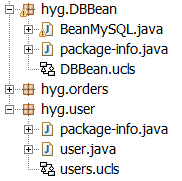 hyg.DBBean
BeanMySQL.java
package-info.java
DBBean.ucls
hyg.orders
hyg.user
package-info.java
user.java
users.ucls